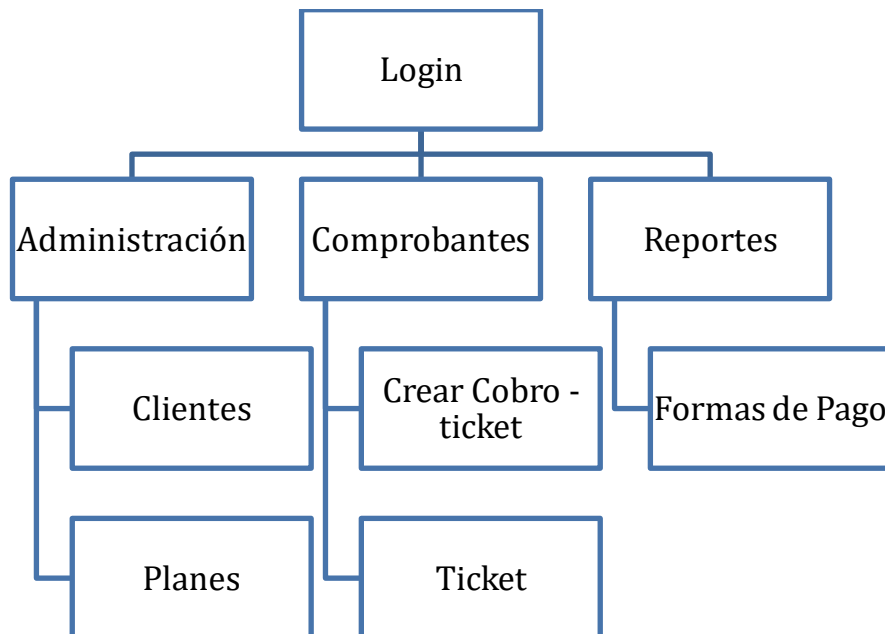 Login
Administración
Comprobantes
Reportes
Clientes
Crear Cobro -
ticket
Formas de Pago
Planes
Ticket